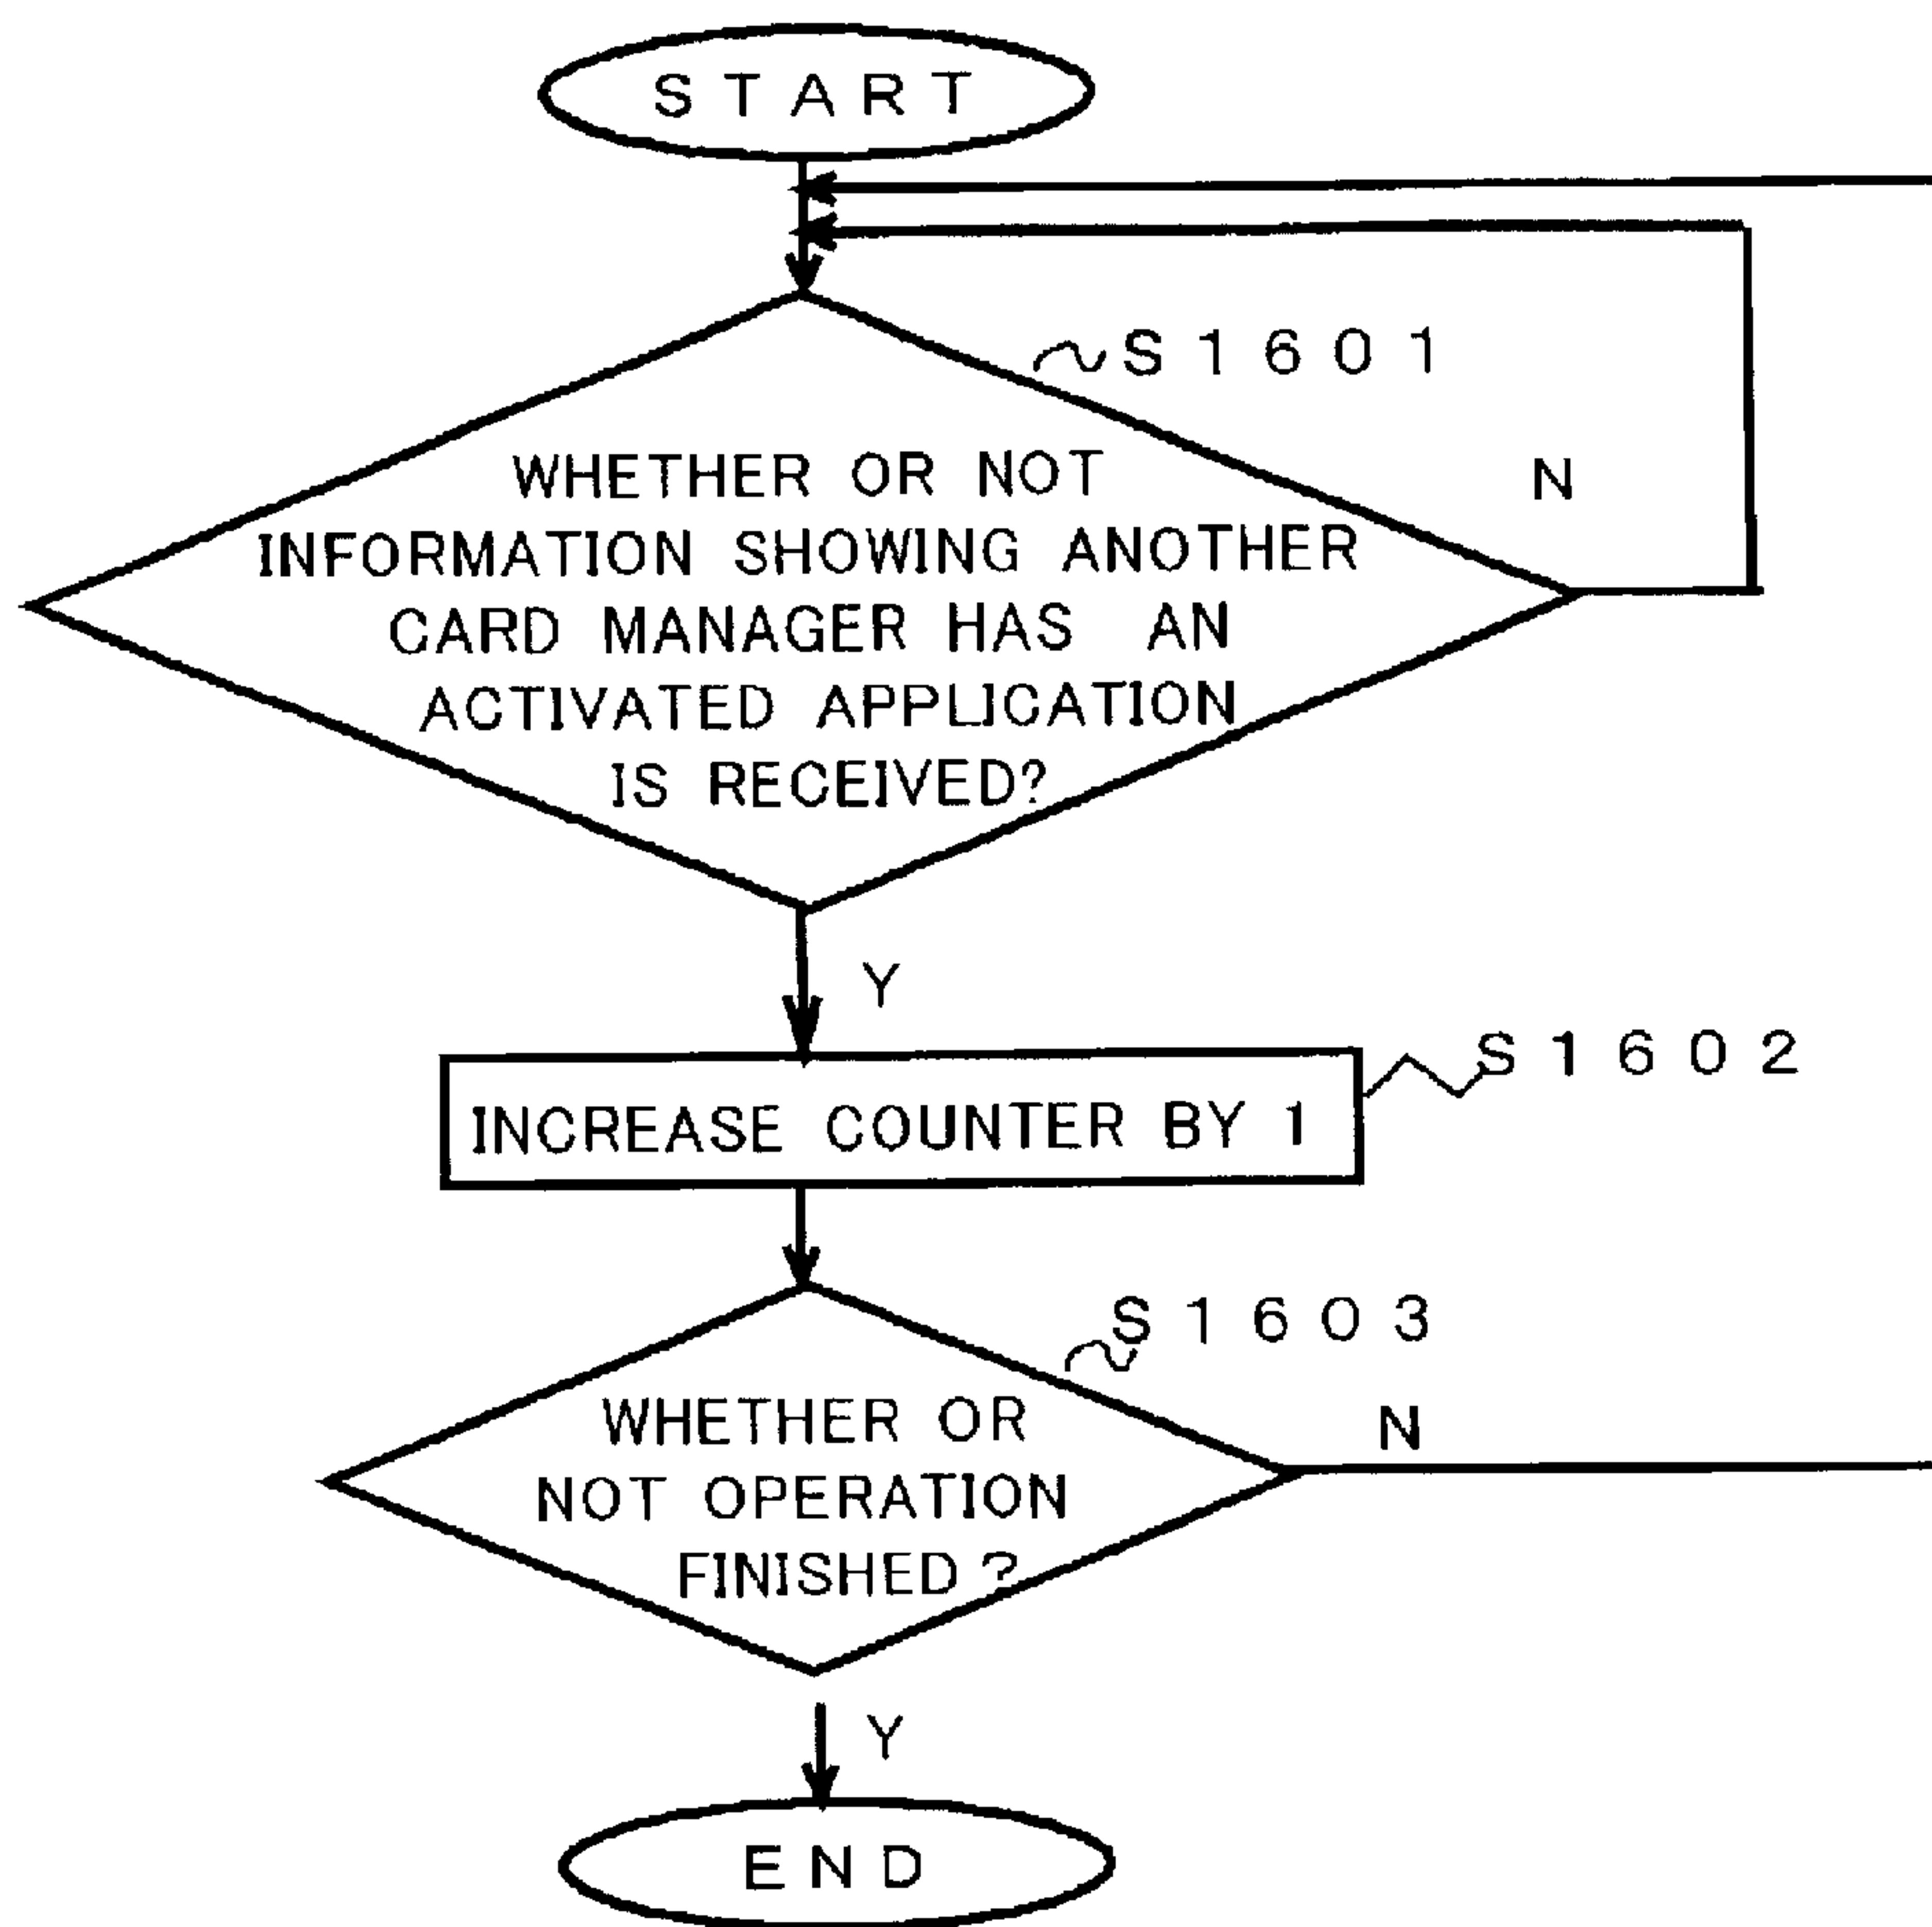 START
S1601
WHETHER OR NOT
N
INFORMATION SHOWING ANOTHER
CARD MANAGER HAS AN
ACTIVATED APPLICATION
IS RECEIVED?
Y
S1602
INCREASE COUNTER BY 1
S1603
WHETHER OR
N
NOT OPERATION
FINISHED ?
Y
END